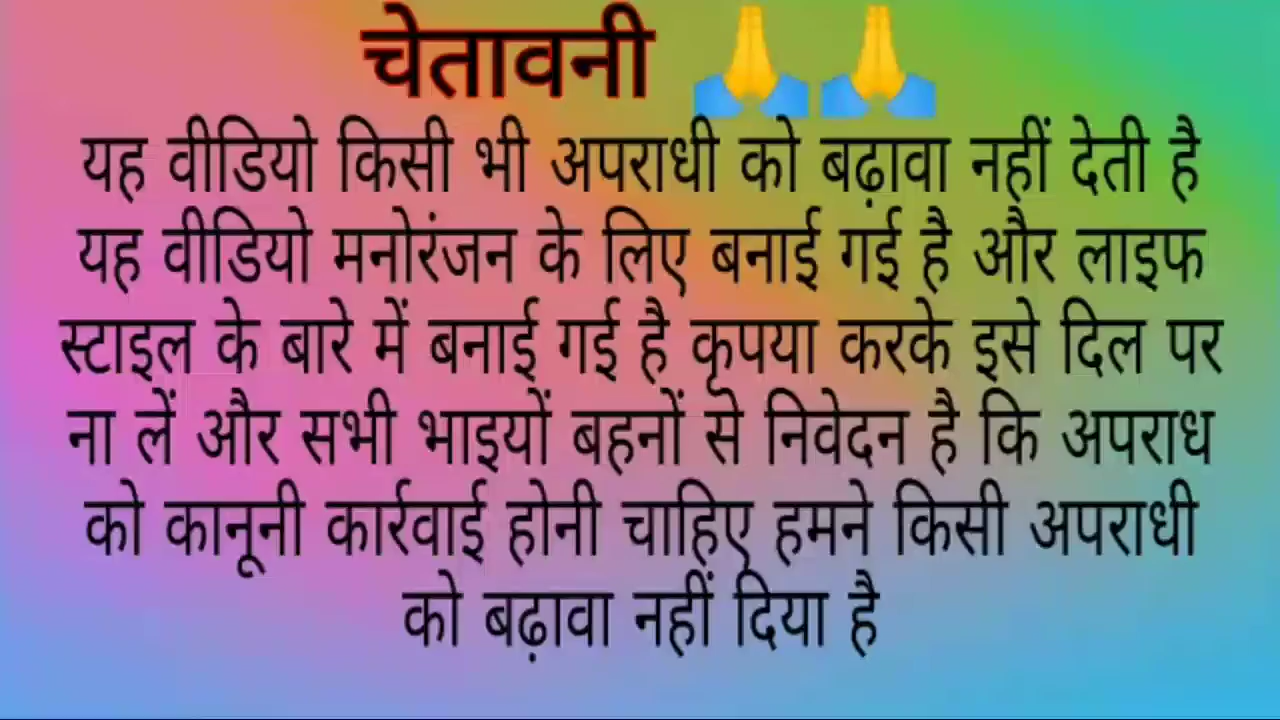 चेतावनी 🙏🙏
यह वीडियो किसी भी अपराधी को बढ़ावा नहीं देती है
यह वीडियो मनोरंजन के लिए बनाई गई है और लाइफ
स्टाइल के बारे में बनाई गई है कृपया करके इसे दिल पर
ना लें और सभी भाइयों बहनों से निवेदन है कि अपराध
को कानूनी कार्रवाई होनी चाहिए हमने किसी अपराधी
को बढ़ावा नहीं दिया है